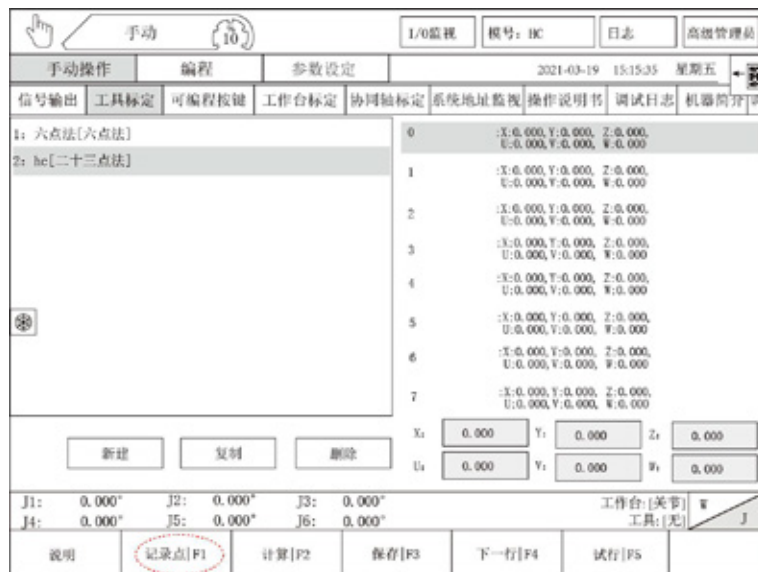 手动
10
I/O监视
模号: HC
日志
高级管理员
手动操作
编程
参数设定
2021-03-19 15:15:35 星期五
信号输出
工具标定
可编程按键
工作台标定
协同轴标定
系统地址监视
操作说明书
调试日志
机器简介
1: 六点法[六点法]
2: hc[二十三点法]
0 :X:0.000,Y:0.000, Z:0.000,
U:0.000,V:0.000, W:0.000
1 :X:0.000,Y:0.000, Z:0.000,
U:0.000,V:0.000, W:0.000
2 :X:0.000,Y:0.000, Z:0.000,
U:0.000,V:0.000, W:0.000
3 :X:0.000,Y:0.000, Z:0.000,
U:0.000,V:0.000, W:0.000
4 :X:0.000,Y:0.000, Z:0.000,
U:0.000,V:0.000, W:0.000
5 :X:0.000,Y:0.000, Z:0.000,
U:0.000,V:0.000, W:0.000
6 :X:0.000,Y:0.000, Z:0.000,
U:0.000,V:0.000, W:0.000
7 :X:0.000,Y:0.000, Z:0.000,
U:0.000,V:0.000, W:0.000
X: 0.000 Y: 0.000 Z: 0.000
U: 0.000 V: 0.000 W: 0.000
新建
复制
删除
J1: 0.000° J2: 0.000° J3: 0.000°
J4: 0.000° J5: 0.000° J6: 0.000°
工作台:[关节]
工具:[无]
W
J
说明
记录点|F1
计算|F2
保存|F3
下一行|F4
试行|F5